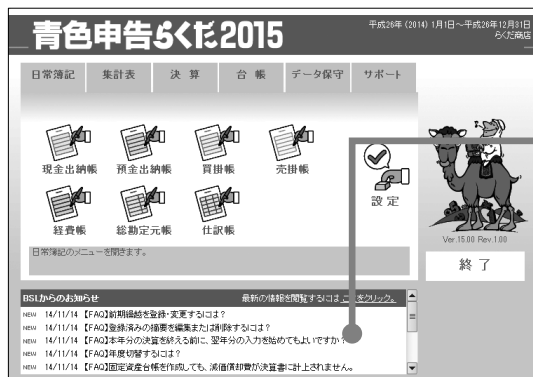 青色申告らくだ2015
平成26年（2014）1月1日～平成26年12月31日
らくだ商店
日常簿記 集計表 決 算 台 帳 データ保守 サポート
現金出納帳 預金出納帳 買掛帳 売掛帳
設定
経費帳 総勘定元帳 仕訳帳
日常簿記のメニューを開きます。
Ver.15.00 Rev.1.00
終了
BSLからのお知らせ 最新の情報を閲覧するには をクリック。
NEW 14/11/14 【FAQ】前期繰越を登録・変更するには？
NEW 14/11/14 【FAQ】登録済みの摘要を編集または削除するには？
NEW 14/11/14 【FAQ】本年分の決算を終える前に、翌年分の入力を始めてもよいですか？
NEW 14/11/14 【FAQ】年度切替するには？
NEW 14/11/14 【FAQ】固定資産台帳を作成しても、減価償却費が決算書に計上されません。